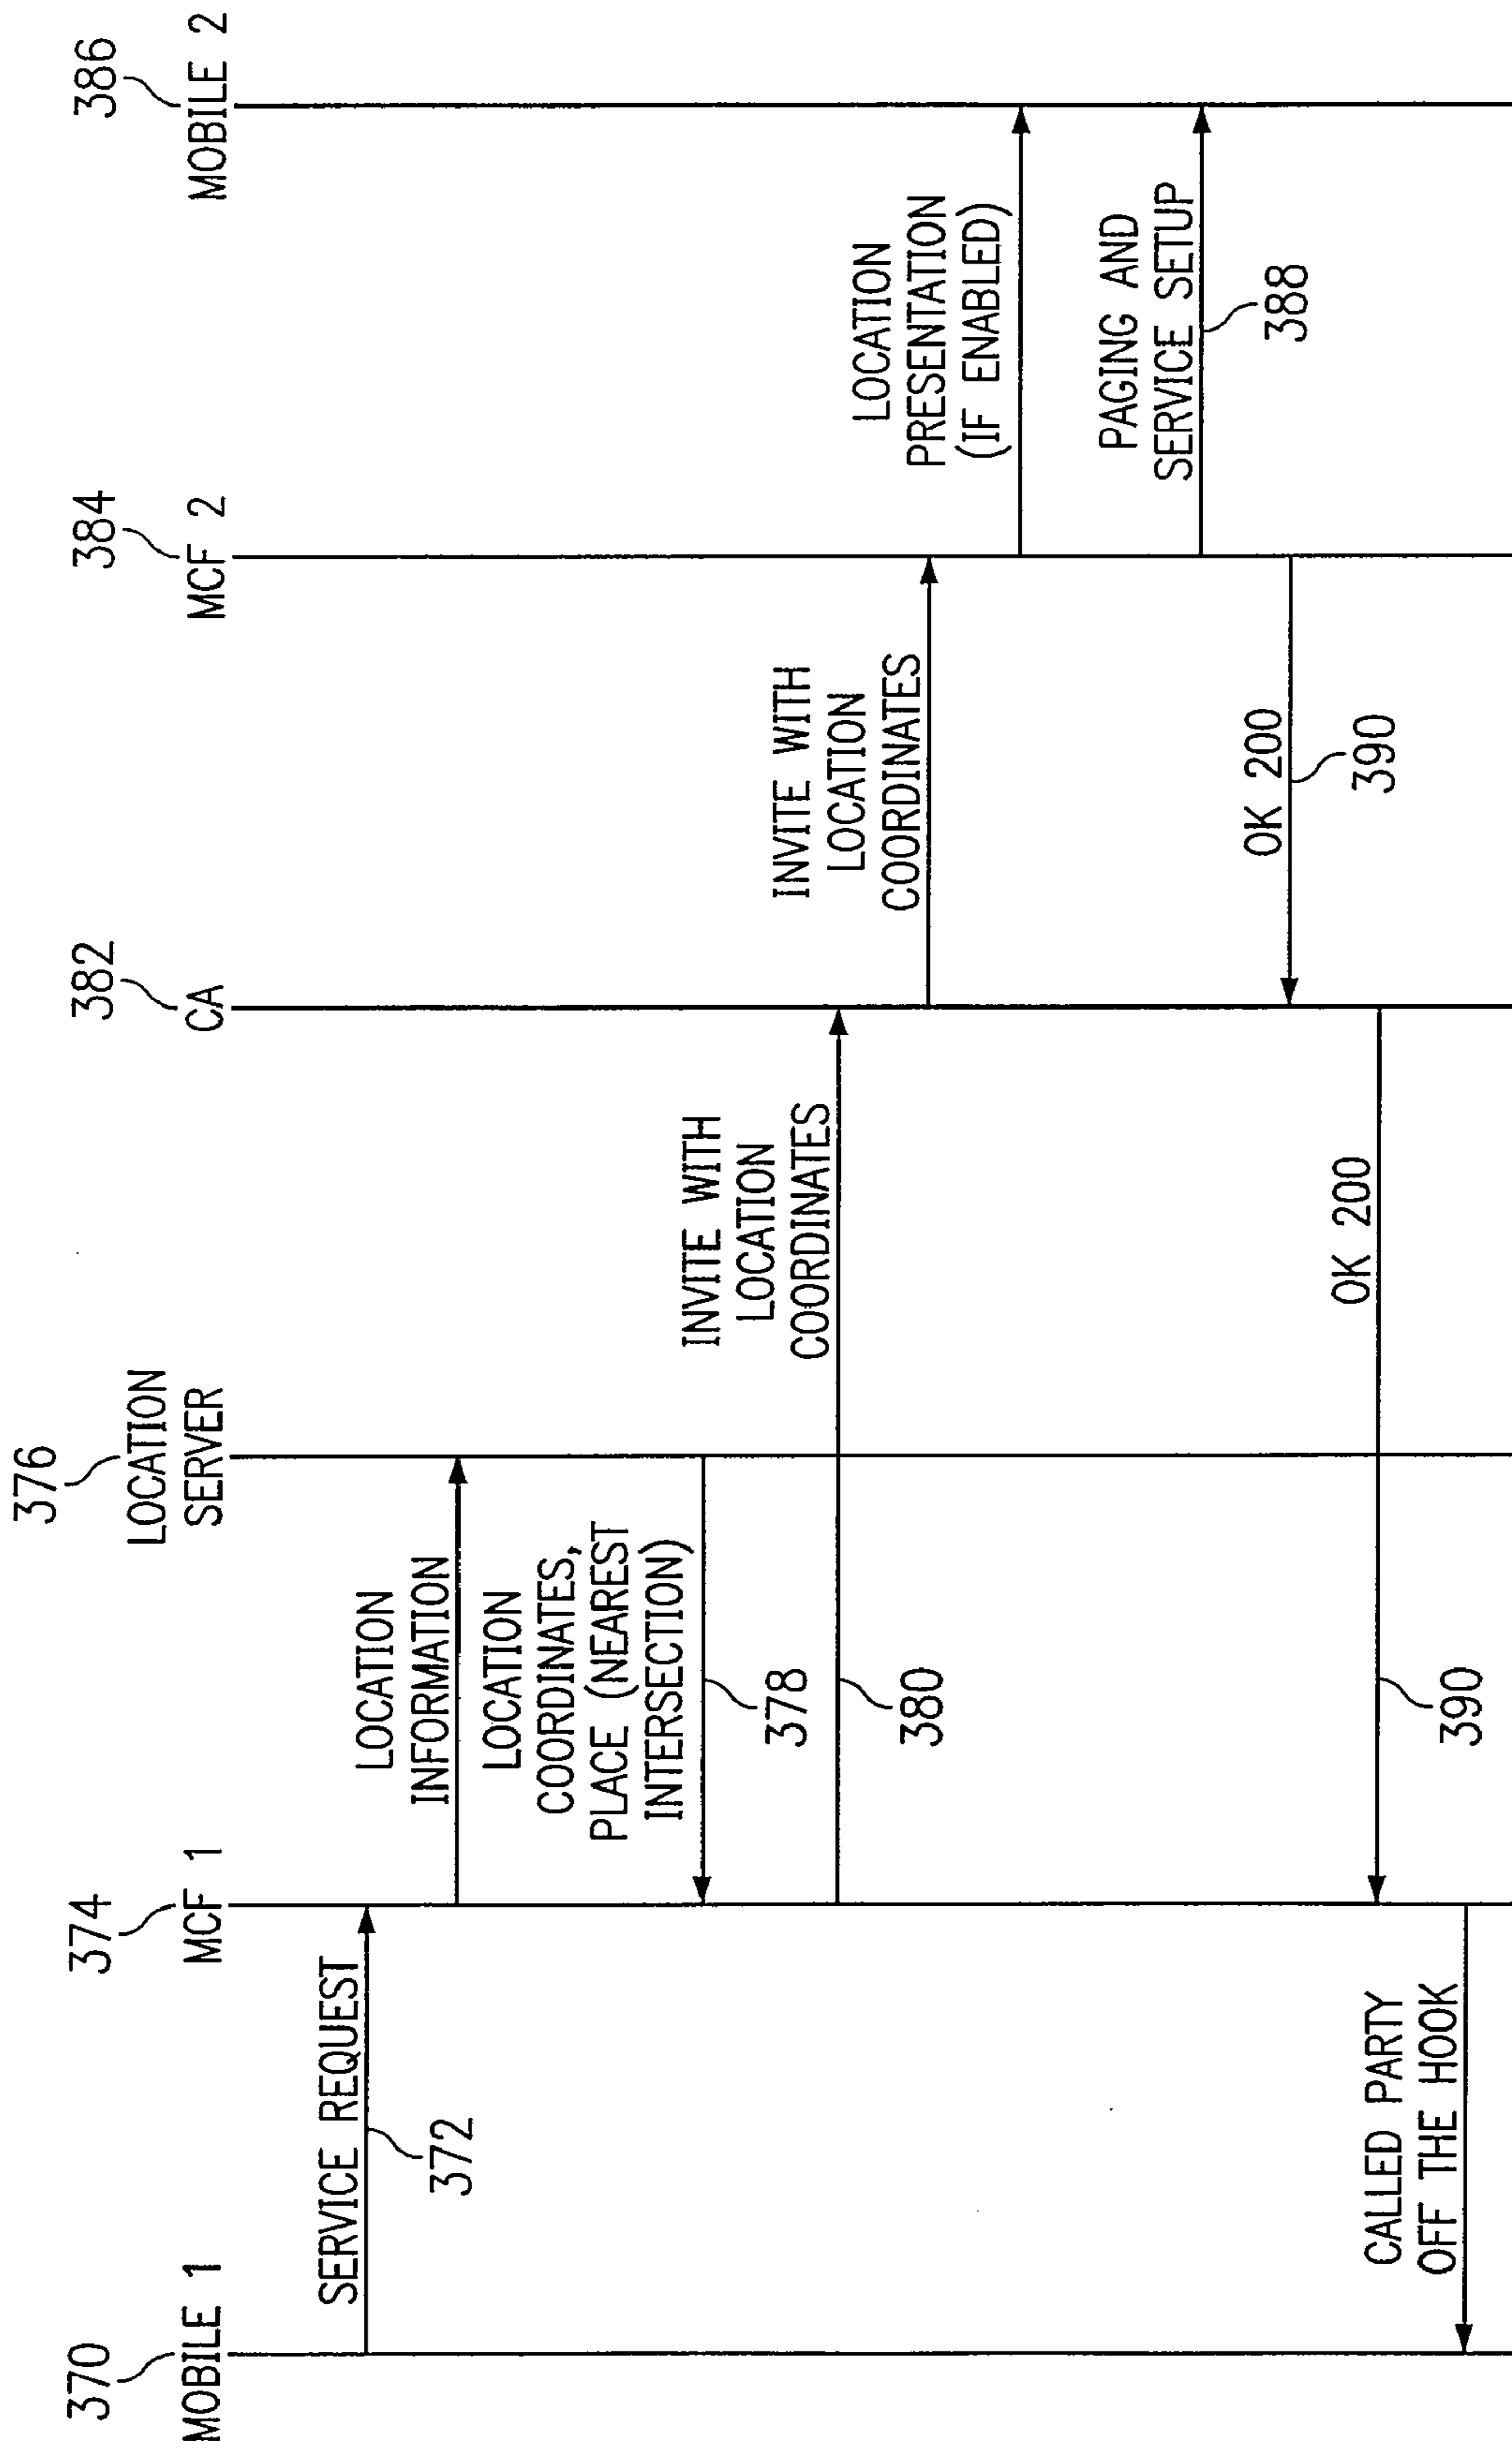 370
MOBILE 1
374
MCF 1
376
LOCATION
SERVER
382
CA
384
MCF 2
386
MOBILE 2
SERVICE REQUEST
372
LOCATION
INFORMATION
LOCATION
COORDINATES,
PLACE (NEAREST
INTERSECTION)
378
INVITE WITH
LOCATION
COORDINATES
380
INVITE WITH
LOCATION
COORDINATES
LOCATION
PRESENTATION
(IF ENABLED)
PAGING AND
SERVICE SETUP
388
OK 200
390
OK 200
390
CALLED PARTY
OFF THE HOOK